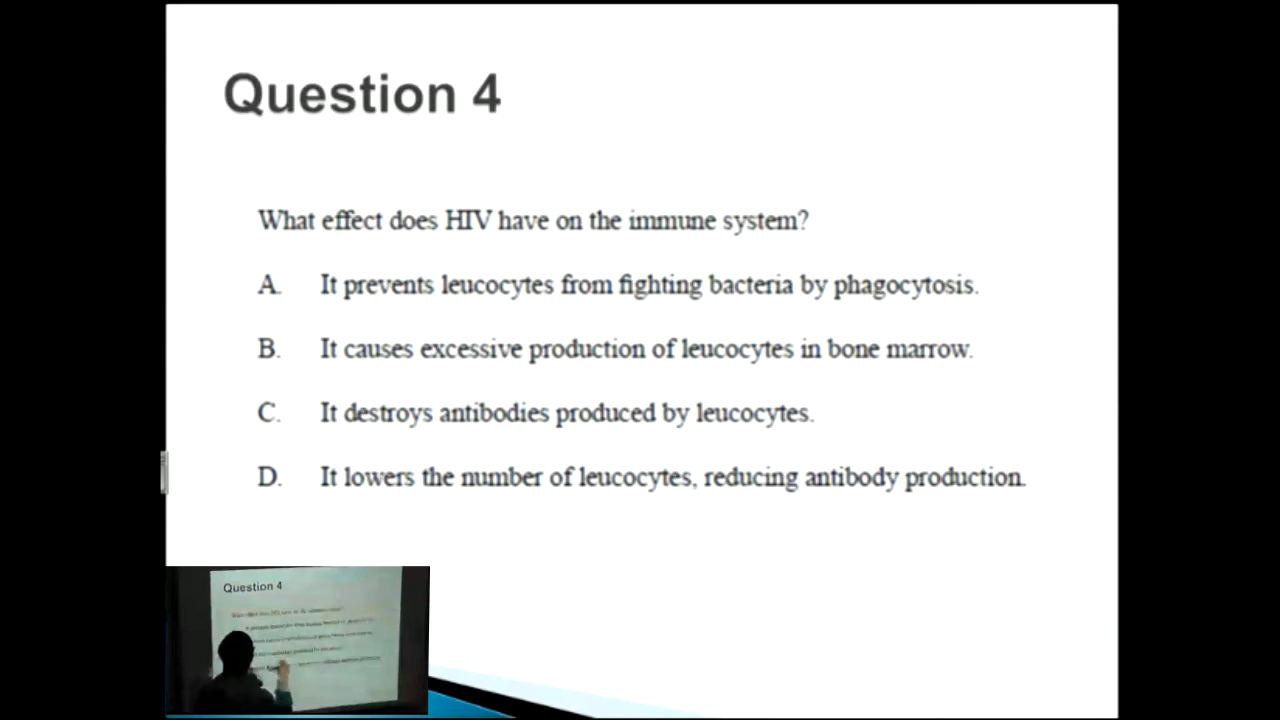 Question 4
What effect does HIV have on the immune system?
A. It prevents leucocytes from fighting bacteria by phagocytosis.
B. It causes excessive production of leucocytes in bone marrow.
C. It destroys antibodies produced by leucocytes.
D. It lowers the number of leucocytes, reducing antibody production.
Question 4